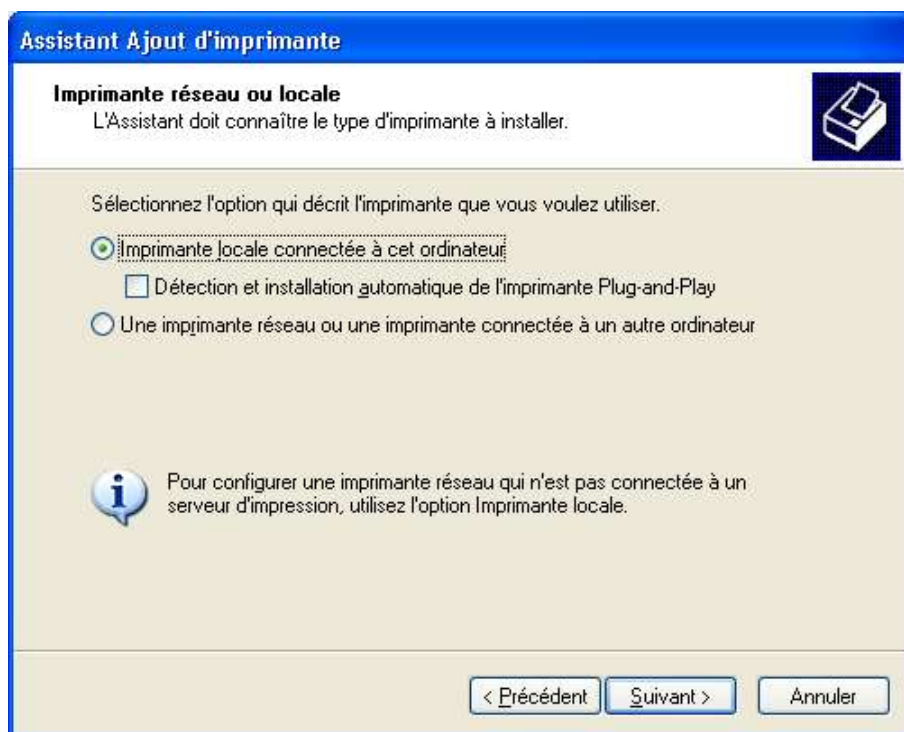 Assistant Ajout d'imprimante
Imprimante réseau ou locale
L'Assistant doit connaître le type d'imprimante à installer.
Sélectionnez l'option qui décrit l'imprimante que vous voulez utiliser.
Imprimante locale connectée à cet ordinateur
Détection et installation automatique de l'imprimante Plug-and-Play
Une imprimante réseau ou une imprimante connectée à un autre ordinateur
Pour configurer une imprimante réseau qui n'est pas connectée à un
serveur d'impression, utilisez l'option Imprimante locale.
< Précédent Suivant > Annuler